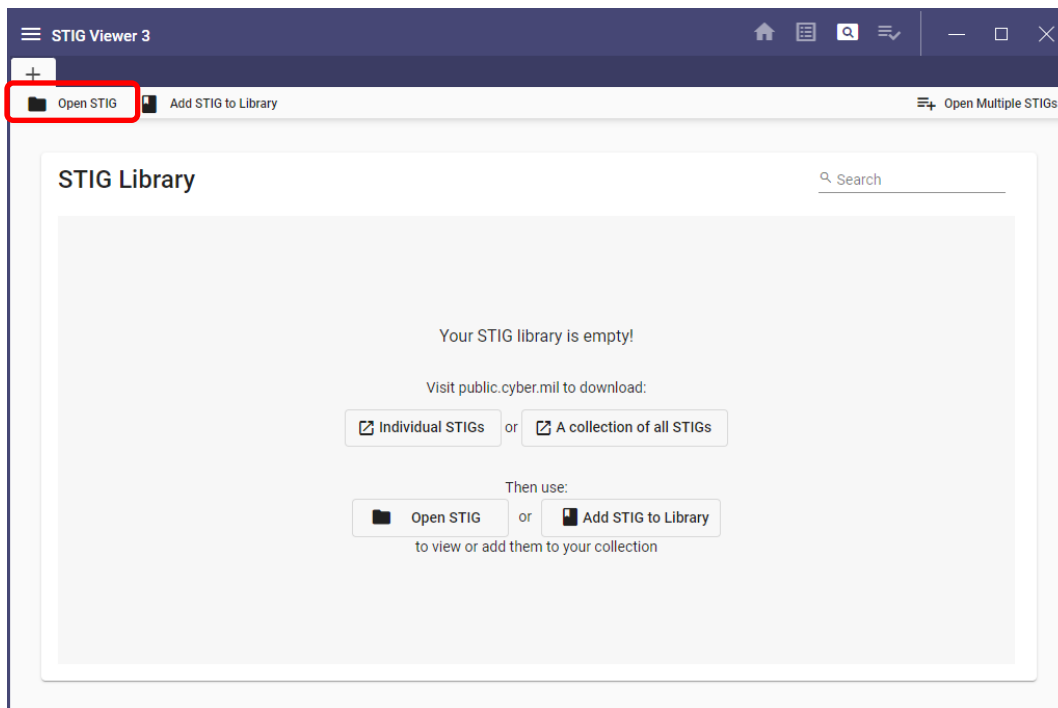 STIG Viewer 3
Open STIG
Add STIG to Library
Open Multiple STIGs
STIG Library
Search
Your STIG library is empty!
Visit public.cyber.mil to download:
Individual STIGs or A collection of all STIGs
Then use:
Open STIG or Add STIG to Library
to view or add them to your collection